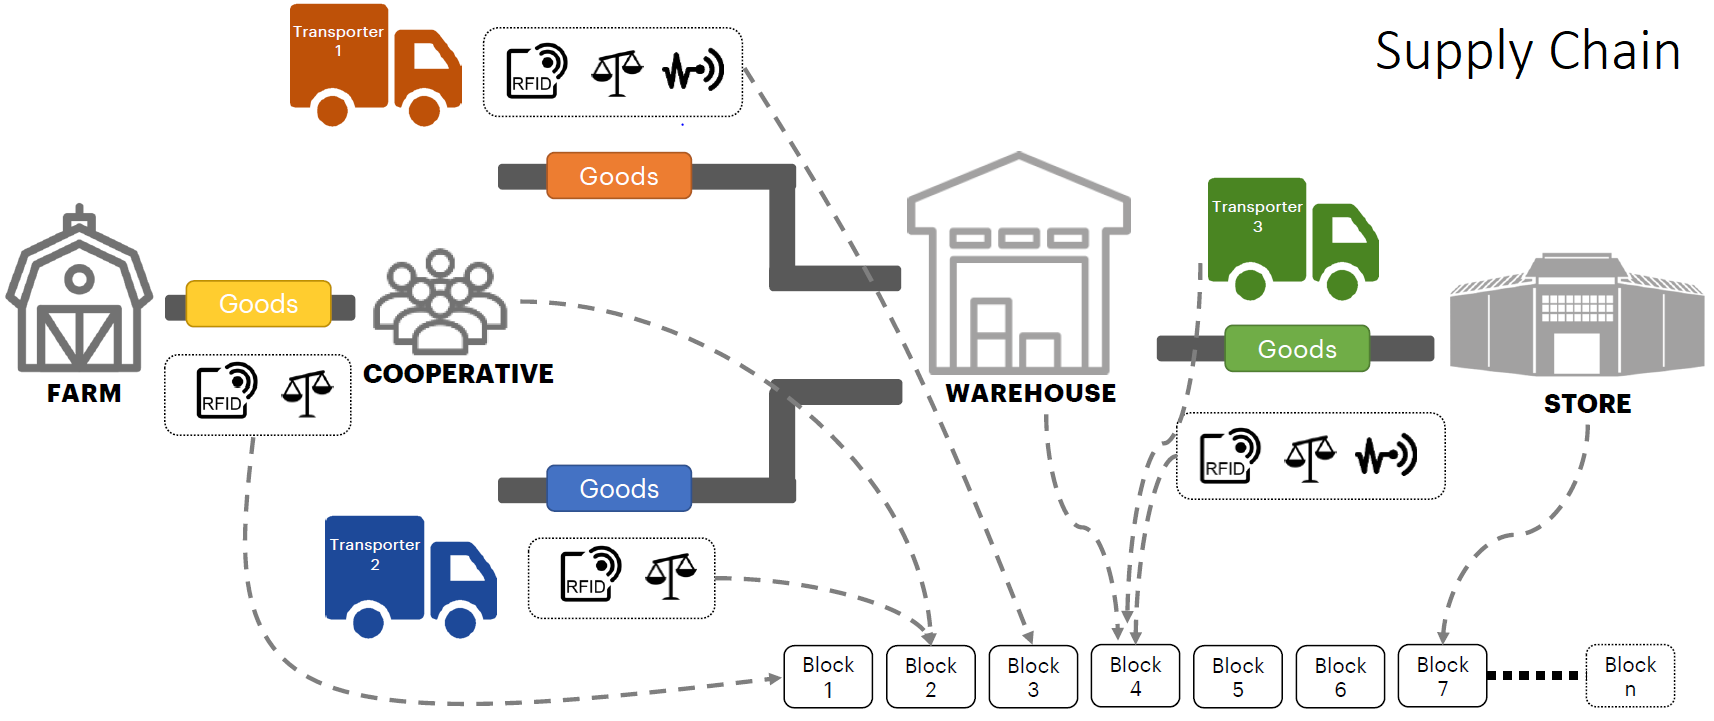 Supply Chain
Transporter
1
RFID
Goods
Transporter
3
Goods
FARM
COOPERATIVE
RFID
Goods
WAREHOUSE
Goods
STORE
RFID
Goods
Transporter
2
RFID
Block
1
Block
2
Block
3
Block
4
Block
5
Block
6
Block
7
Block
n